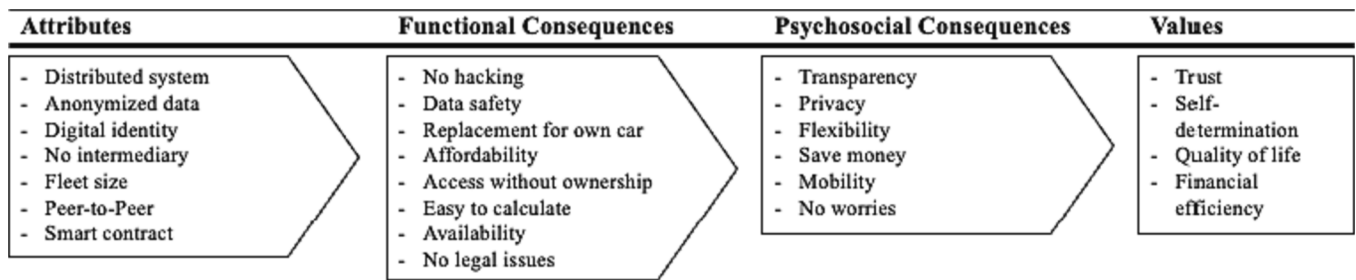 Attributes
Functional Consequences
Psychosocial Consequences
Values
- Distributed system
- Anonymized data
- Digital identity
- No intermediary
- Fleet size
- Peer-to-Peer
- Smart contract
- No hacking
- Data safety
- Replacement for own car
- Affordability
- Access without ownership
- Easy to calculate
- Availability
- No legal issues
- Transparency
- Privacy
- Flexibility
- Save money
- Mobility
- No worries
- Trust
- Self-
determination
- Quality of life
- Financial
efficiency